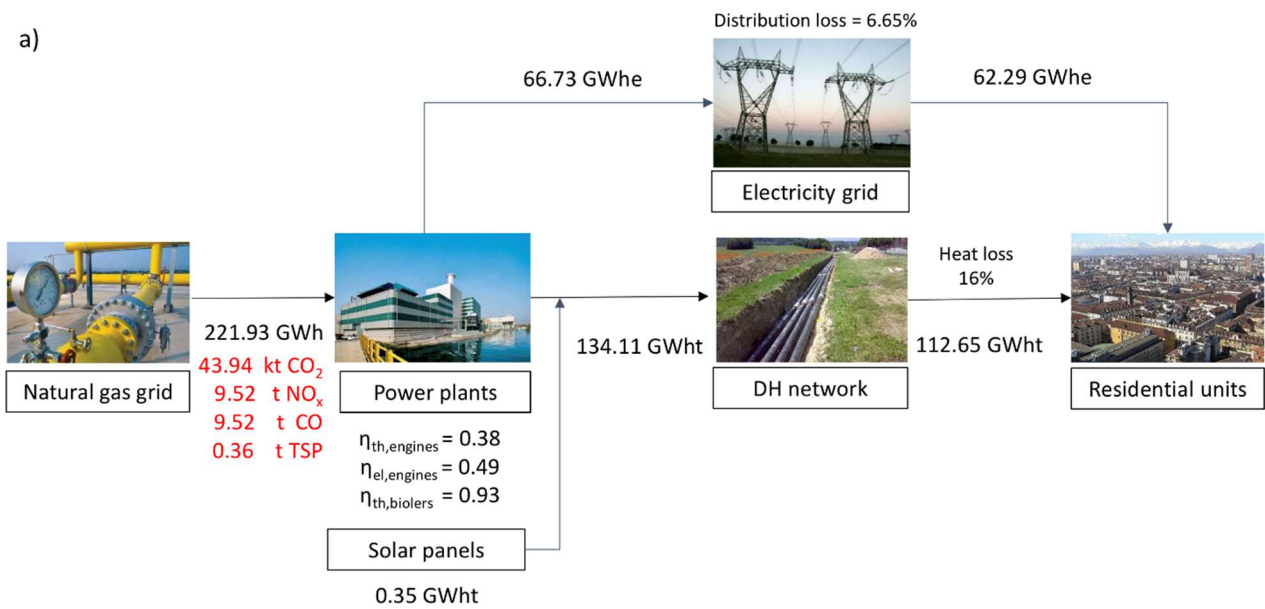 a)
Distribution loss = 6.65%
66.73 GWhe
62.29 GWhe
Electricity grid
Heat loss
16%
221.93 GWh
43.94 kt CO₂
9.52 t NOₓ
9.52 t CO
0.36 t TSP
134.11 GWht
112.65 GWht
Natural gas grid
Power plants
DH network
Residential units
ηth,engines = 0.38
ηel,engines = 0.49
ηth,biolers = 0.93
Solar panels
0.35 GWht